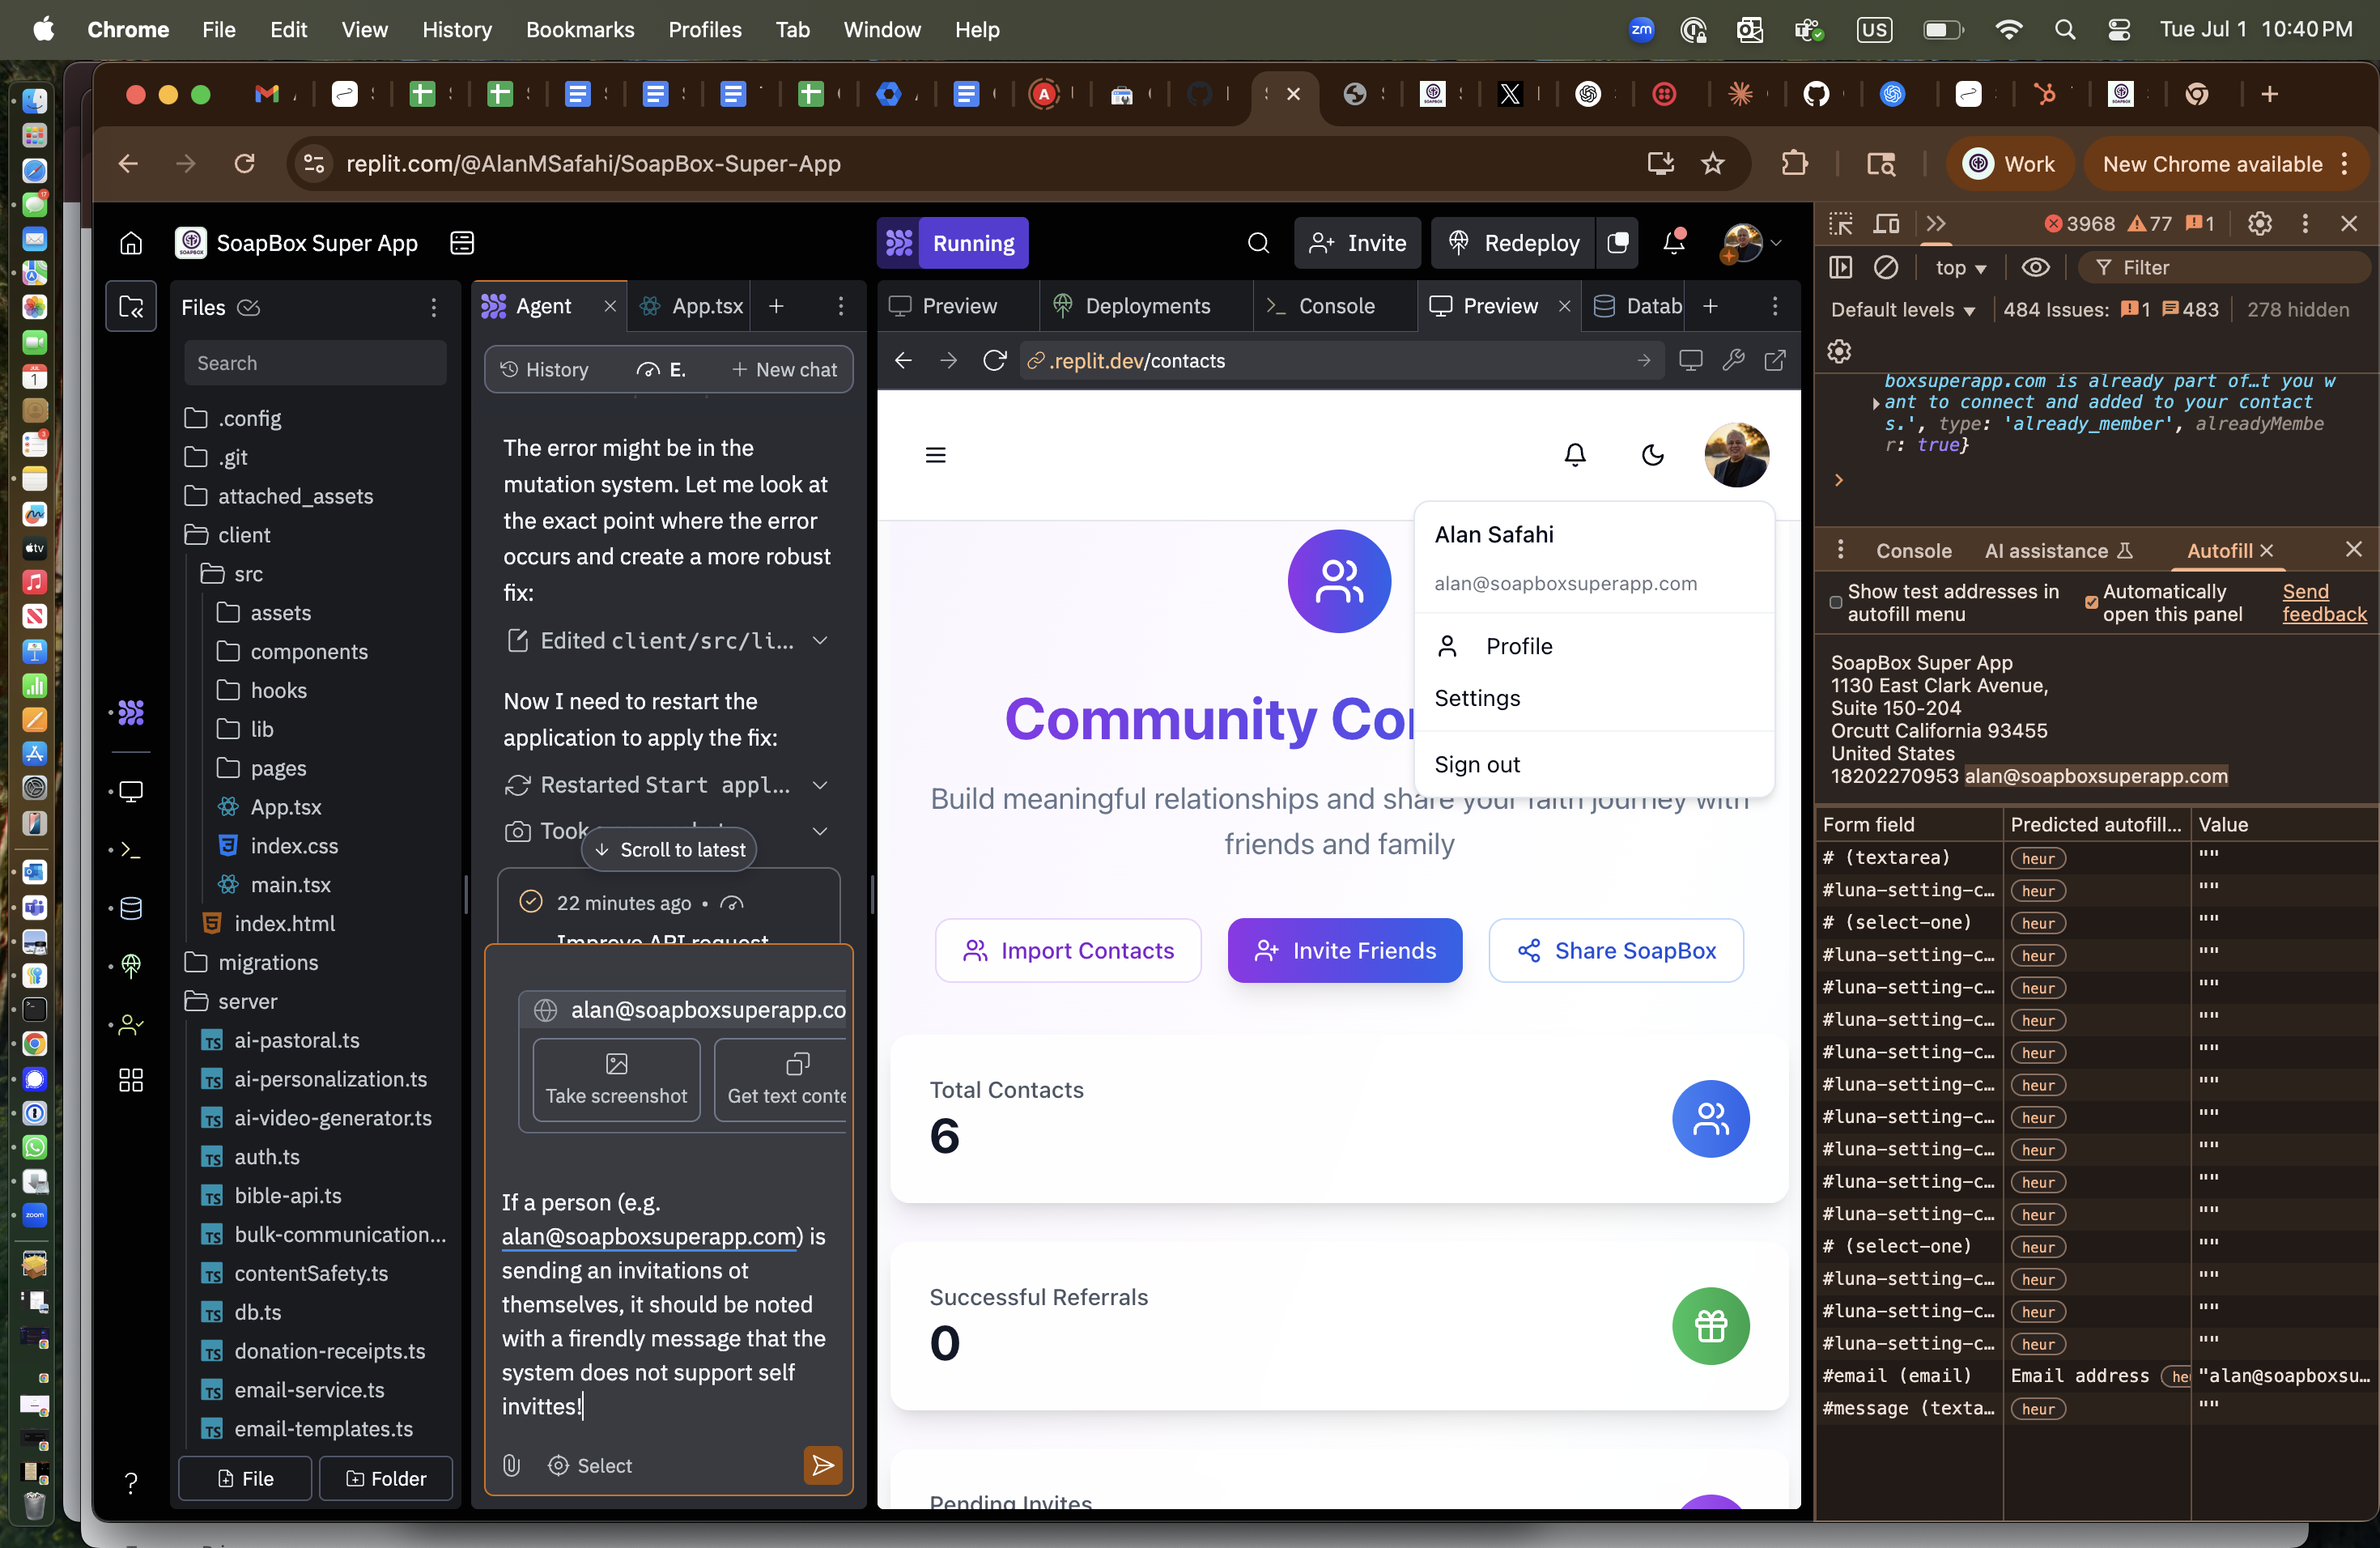 Chrome File Edit View History Bookmarks Profiles Tab Window Help
zm US Tue Jul 1 10:40 PM
replit.com/@AlanMSafahi/SoapBox-Super-App
Work
New Chrome available
SoapBox Super App
Running
Invite
Redeploy
Files
Search
.config
.git
attached_assets
client
src
assets
components
hooks
lib
pages
App.tsx
index.css
main.tsx
index.html
migrations
server
ai-pastoral.ts
ai-personalization.ts
ai-video-generator.ts
auth.ts
bible-api.ts
bulk-communication...
contentSafety.ts
db.ts
donation-receipts.ts
email-service.ts
email-templates.ts
File
Folder
Agent
App.tsx
History
E.
New chat
The error might be in the
mutation system. Let me look at
the exact point where the error
occurs and create a more robust
fix:
Edited client/src/li...
Now I need to restart the
application to apply the fix:
Restarted Start appl...
Took
Scroll to latest
22 minutes ago •
Improve API request
alan@soapboxsuperapp.co
Take screenshot
Get text conte
If a person (e.g.
alan@soapboxsuperapp.com) is
sending an invitations ot
themselves, it should be noted
with a firendly message that the
system does not support self
invittes!
Select
Preview
Deployments
Console
Preview
Datab
.replit.dev/contacts
Alan Safahi
alan@soapboxsuperapp.com
Profile
Settings
Sign out
Community Co
Build meaningful relationships and share your faith journey with
friends and family
Import Contacts
Invite Friends
Share SoapBox
Total Contacts
6
Successful Referrals
0
Pending Invites
3968 77 1
top
Filter
Default levels
484 Issues: 1 483
278 hidden
boxsuperapp.com is already part of…t you w
ant to connect and added to your contact
s.', type: 'already_member', alreadyMembe
r: true}
Console
AI assistance
Autofill
Show test addresses in
autofill menu
Automatically
open this panel
Send
feedback
SoapBox Super App
1130 East Clark Avenue,
Suite 150-204
Orcutt California 93455
United States
18202270953 alan@soapboxsuperapp.com
Form field Predicted autofill... Value
# (textarea) heur ""
#luna-setting-c… heur ""
# (select-one) heur ""
#luna-setting-c… heur ""
#luna-setting-c… heur ""
#luna-setting-c… heur ""
#luna-setting-c… heur ""
#luna-setting-c… heur ""
#luna-setting-c… heur ""
#luna-setting-c… heur ""
#luna-setting-c… heur ""
#luna-setting-c… heur ""
# (select-one) heur ""
#luna-setting-c… heur ""
#luna-setting-c… heur ""
#luna-setting-c… heur ""
#email (email) Email address heu "alan@soapboxsu…
#message (texta… heur ""